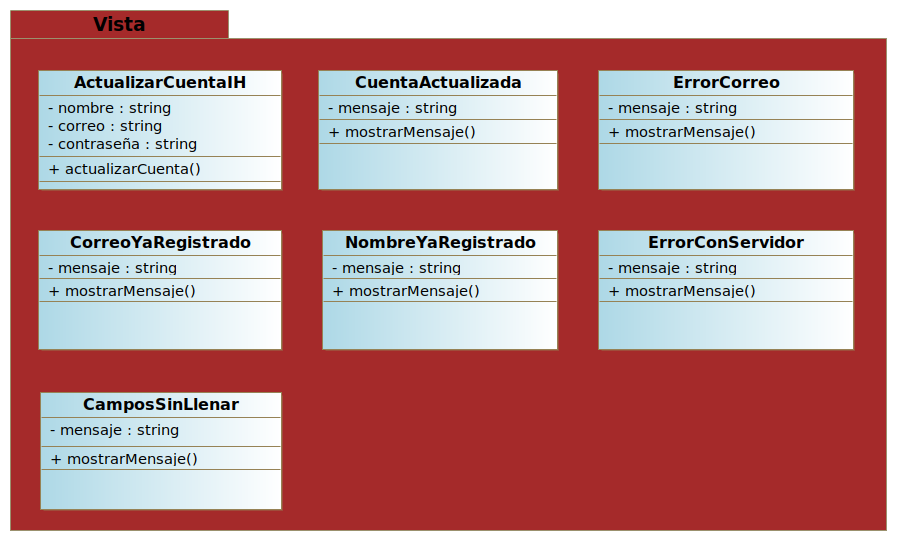 Vista
ActualizarCuentaIH
- nombre : string
- correo : string
- contraseña : string
+ actualizarCuenta()
CuentaActualizada
- mensaje : string
+ mostrarMensaje()
ErrorCorreo
- mensaje : string
+ mostrarMensaje()
CorreoYaRegistrado
- mensaje : string
+ mostrarMensaje()
NombreYaRegistrado
- mensaje : string
+ mostrarMensaje()
ErrorConServidor
- mensaje : string
+ mostrarMensaje()
CamposSinLlenar
- mensaje : string
+ mostrarMensaje()